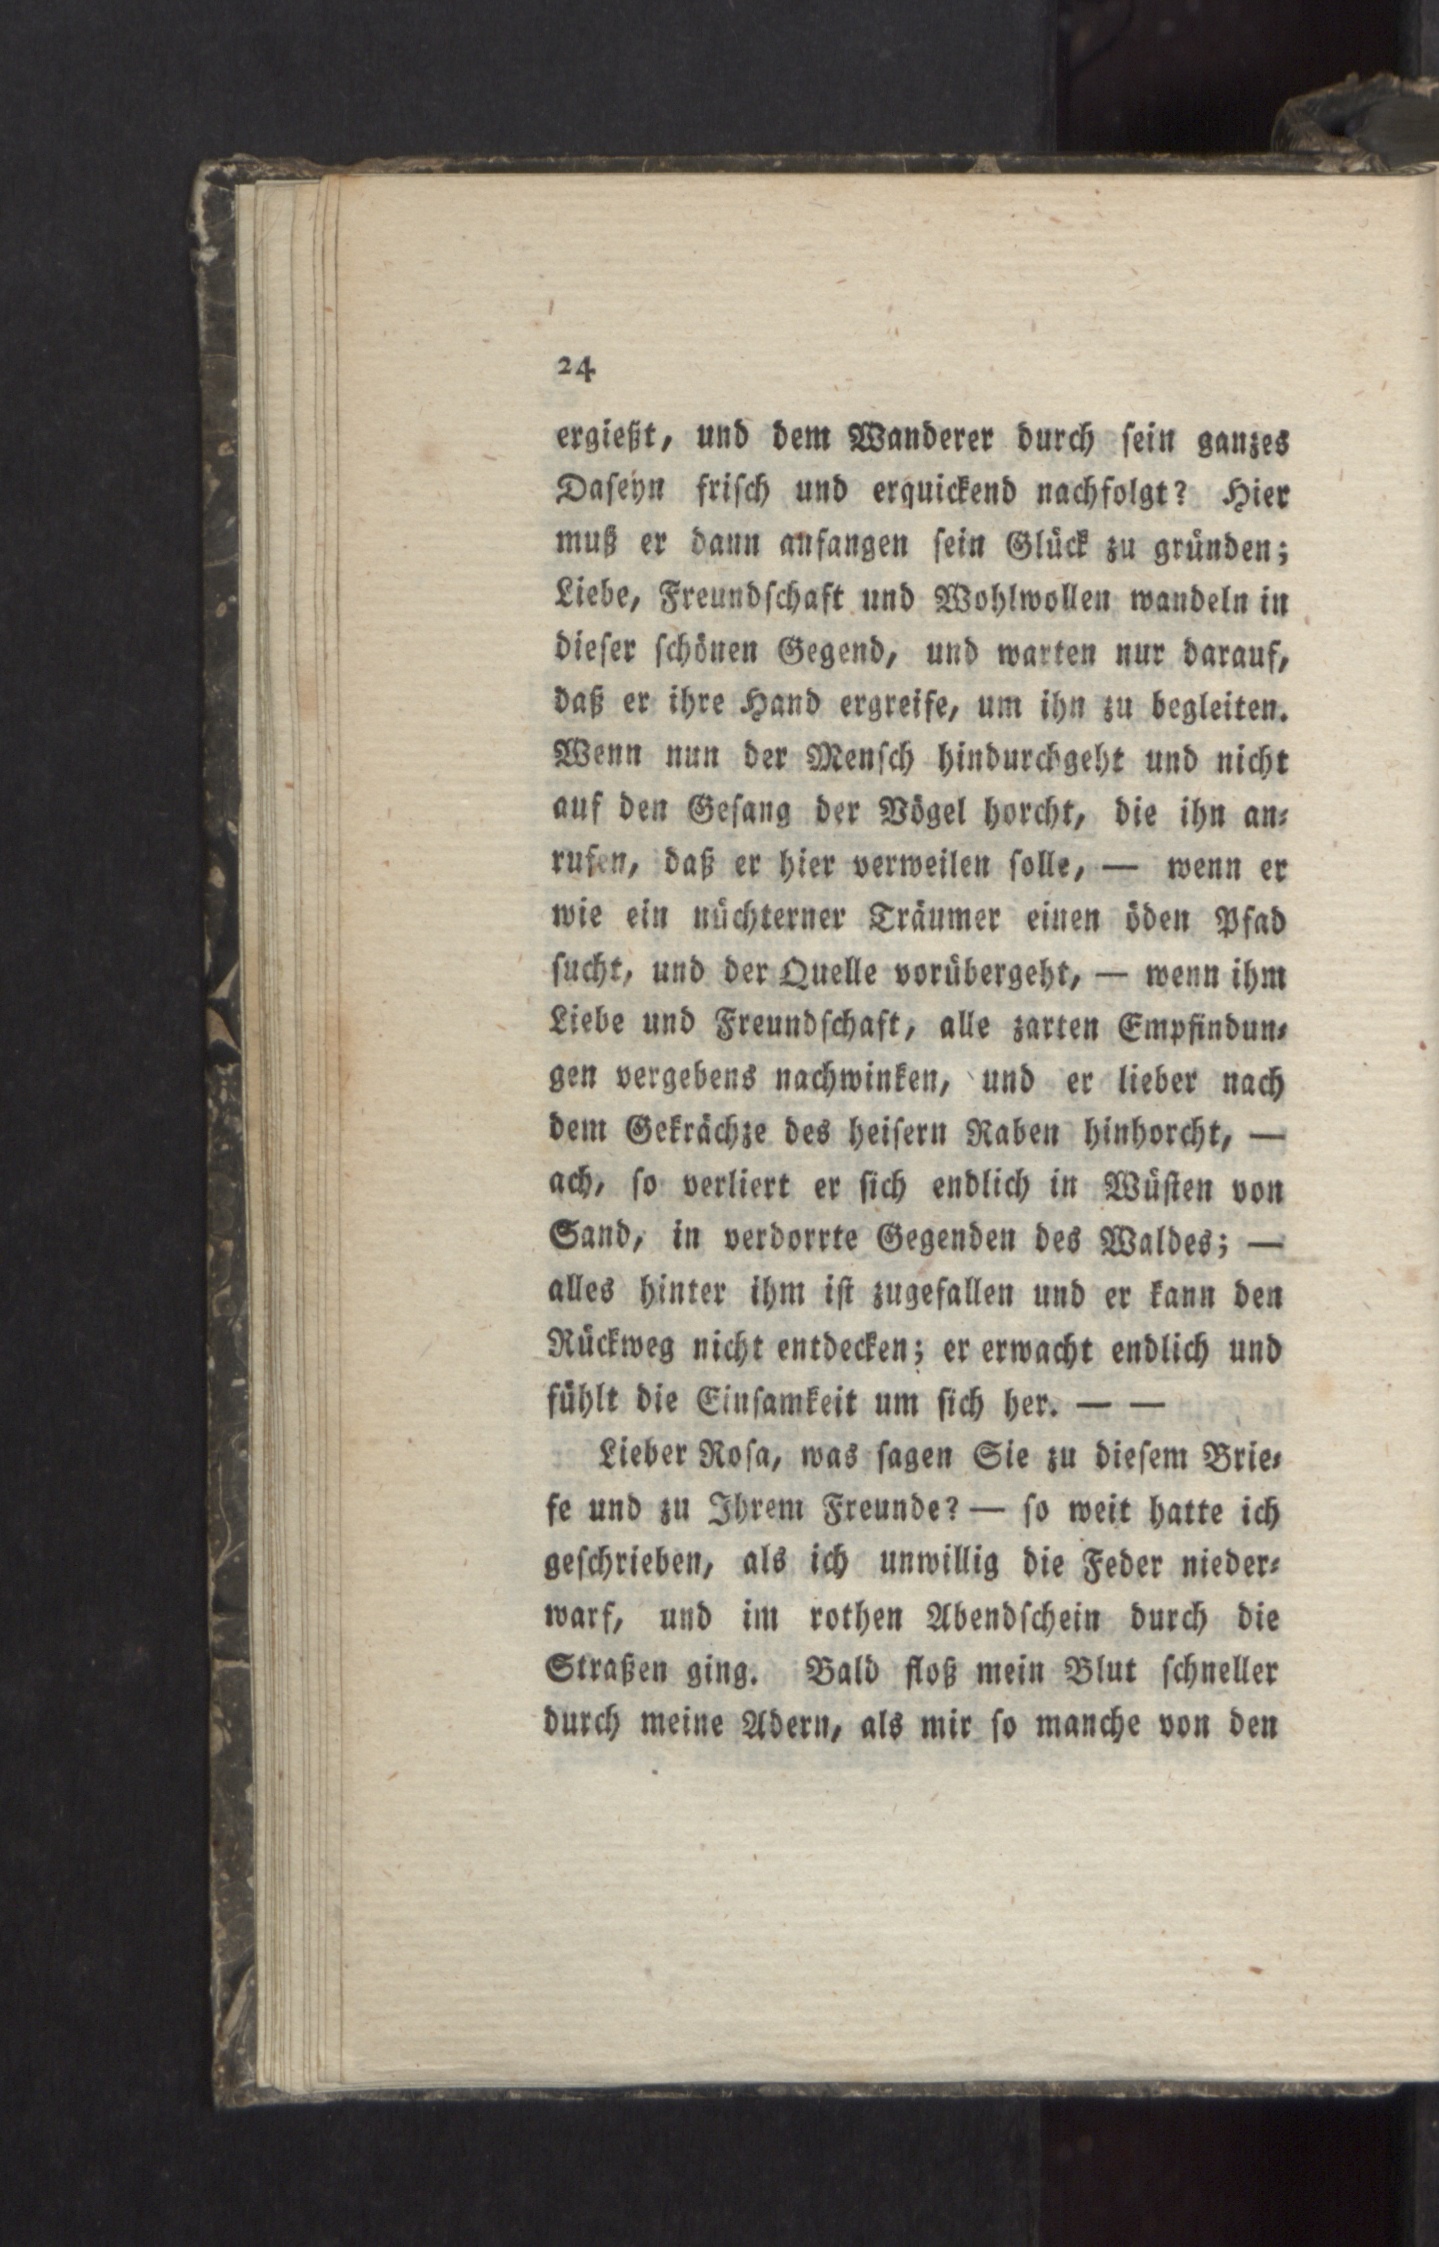 24
ergießt, und dem Wanderer durch ſein ganzes
Daſeyn friſch und erquickend nachfolgt? Hier
muß er dann anfangen ſein Glück zu gründen;
Liebe, Freundſchaft und Wohlwollen wandeln in
dieſer ſchönen Gegend, und warten nur darauf,
daß er ihre Hand ergreife, um ihn zu begleiten.
Wenn nun der Menſch hindurchgeht und nicht
auf den Geſang der Vögel horcht, die ihn an⸗
rufen, daß er hier verweilen ſolle, — wenn er
wie ein nüchterner Träumer einen öden Pfad
ſucht, und der Quelle vorübergeht, — wenn ihm
Liebe und Freundſchaft, alle zarten Empfindun⸗
gen vergebens nachwinken, und er lieber nach
dem Gekrächze des heiſern Raben hinhorcht, —
ach, ſo verliert er ſich endlich in Wüſten von
Sand, in verdorrte Gegenden des Waldes; —
alles hinter ihm iſt zugefallen und er kann den
Rückweg nicht entdecken; er erwacht endlich und
fühlt die Einſamkeit um ſich her. — —
Lieber Roſa, was ſagen Sie zu dieſem Brie⸗
fe und zu Ihrem Freunde? — ſo weit hatte ich
geſchrieben, als ich unwillig die Feder nieder⸗
warf, und im rothen Abendſchein durch die
Straßen ging. Bald floß mein Blut ſchneller
durch meine Adern, als mir ſo manche von den